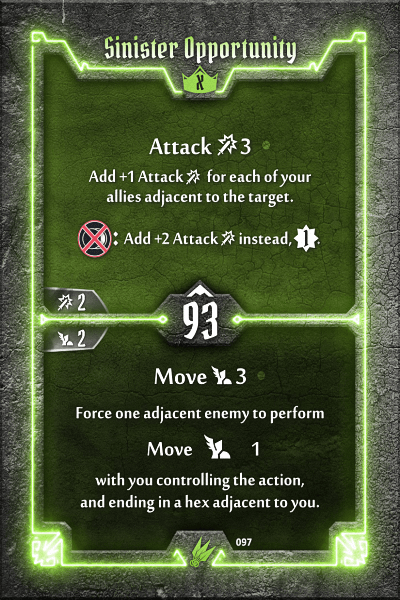 Sinister Opportunity
X
Attack 3
Add +1 Attack for each of your
allies adjacent to the target.
: Add +2 Attack instead, 1.
2
93
2
Move 3
Force one adjacent enemy to perform
Move 1
with you controlling the action,
and ending in a hex adjacent to you.
097